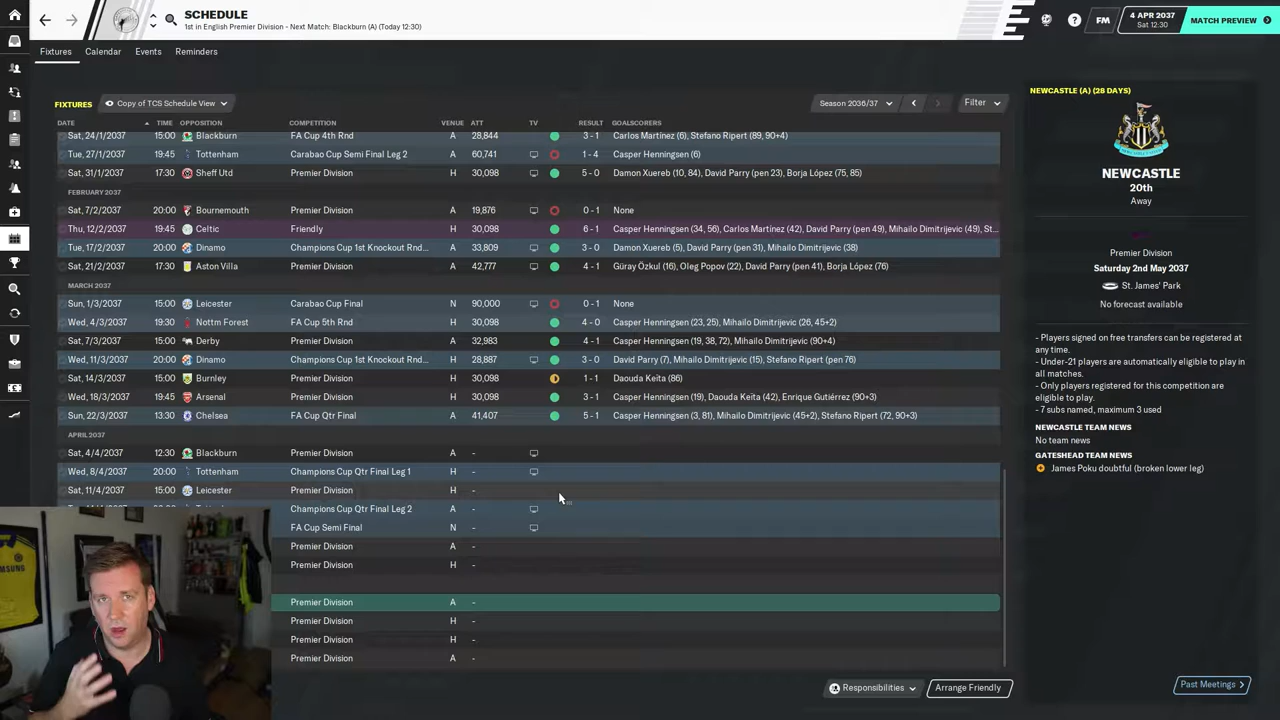 SCHEDULE
1st in English Premier Division - Next Match: Blackburn (A) (Today 12:30)
FM
4 APR 2037
Sat 12:30
MATCH PREVIEW
Fixtures Calendar Events Reminders
FIXTURES Copy of TCS Schedule View Season 2036/37 Filter
DATE TIME OPPOSITION COMPETITION VENUE ATT TV RESULT GOALSCORERS
Sat, 24/1/2037 15:00 Blackburn FA Cup 4th Rnd A 28,844 3 - 1 Carlos Martínez (6), Stefano Ripert (89, 90+4)
Tue, 27/1/2037 19:45 Tottenham Carabao Cup Semi Final Leg 2 A 60,741 1 - 4 Casper Henningsen (6)
Sat, 31/1/2037 17:30 Sheff Utd Premier Division H 30,098 5 - 0 Damon Xuereb (10, 84), David Parry (pen 23), Borja López (75, 85)
FEBRUARY 2037
Sat, 7/2/2037 20:00 Bournemouth Premier Division A 19,876 0 - 1 None
Thu, 12/2/2037 19:45 Celtic Friendly H 30,098 6 - 1 Casper Henningsen (34, 56), Carlos Martínez (42), David Parry (pen 49), Mihailo Dimitrijevic (49), St...
Tue, 17/2/2037 20:00 Dinamo Champions Cup 1st Knockout Rnd... A 33,809 3 - 0 Damon Xuereb (5), David Parry (pen 31), Mihailo Dimitrijevic (38)
Sat, 21/2/2037 17:30 Aston Villa Premier Division A 42,777 4 - 1 Güray Özkul (16), Oleg Popov (22), David Parry (pen 41), Borja López (76)
MARCH 2037
Sun, 1/3/2037 15:00 Leicester Carabao Cup Final N 90,000 0 - 1 None
Wed, 4/3/2037 19:30 Nottm Forest FA Cup 5th Rnd H 30,098 4 - 0 Casper Henningsen (23, 25), Mihailo Dimitrijevic (26, 45+2)
Sat, 7/3/2037 15:00 Derby Premier Division A 32,983 4 - 1 Casper Henningsen (19, 38, 72), Mihailo Dimitrijevic (90+4)
Wed, 11/3/2037 20:00 Dinamo Champions Cup 1st Knockout Rnd... H 28,887 3 - 0 David Parry (7), Mihailo Dimitrijevic (15), Stefano Ripert (pen 76)
Sat, 14/3/2037 15:00 Burnley Premier Division H 30,098 1 - 1 Daouda Keïta (86)
Wed, 18/3/2037 19:45 Arsenal Premier Division H 30,098 3 - 1 Casper Henningsen (19), Daouda Keïta (42), Enrique Gutiérrez (90+3)
Sun, 22/3/2037 13:30 Chelsea FA Cup Qtr Final A 41,407 5 - 1 Casper Henningsen (3, 81), Mihailo Dimitrijevic (45+2), Stefano Ripert (72, 90+3)
APRIL 2037
Sat, 4/4/2037 12:30 Blackburn Premier Division A -
Wed, 8/4/2037 20:00 Tottenham Champions Cup Qtr Final Leg 1 H -
Sat, 11/4/2037 15:00 Leicester Premier Division H -
Champions Cup Qtr Final Leg 2 A -
FA Cup Semi Final N -
Premier Division A -
Premier Division H -
Premier Division A -
Premier Division H -
Premier Division H -
Premier Division A -
Responsibilities Arrange Friendly
NEWCASTLE (A) (28 DAYS)
NEWCASTLE
20th
Away
Premier Division
Saturday 2nd May 2037
St. James' Park
No forecast available
- Players signed on free transfers can be registered at
any time.
- Under-21 players are automatically eligible to play in
all matches.
- Only players registered for this competition are
eligible to play.
- 7 subs named, maximum 3 used
NEWCASTLE TEAM NEWS
No team news
GATESHEAD TEAM NEWS
James Poku doubtful (broken lower leg)
Past Meetings
SAMSUNG